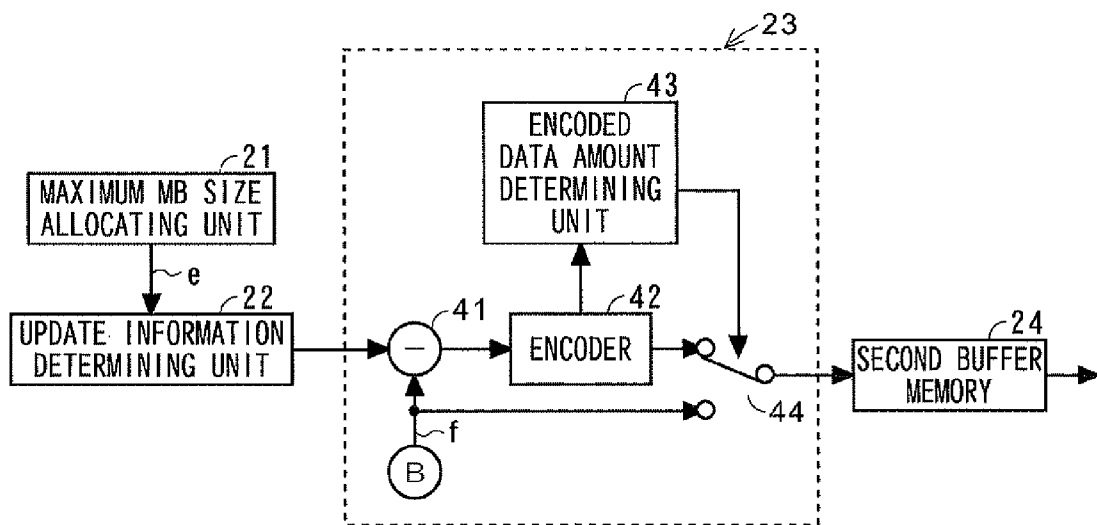 23
43
ENCODED
DATA AMOUNT
DETERMINING
UNIT
21
MAXIMUM MB SIZE
ALLOCATING UNIT
e
22
UPDATE INFORMATION
DETERMINING UNIT
41
−
42
ENCODER
44
24
SECOND BUFFER
MEMORY
f
B